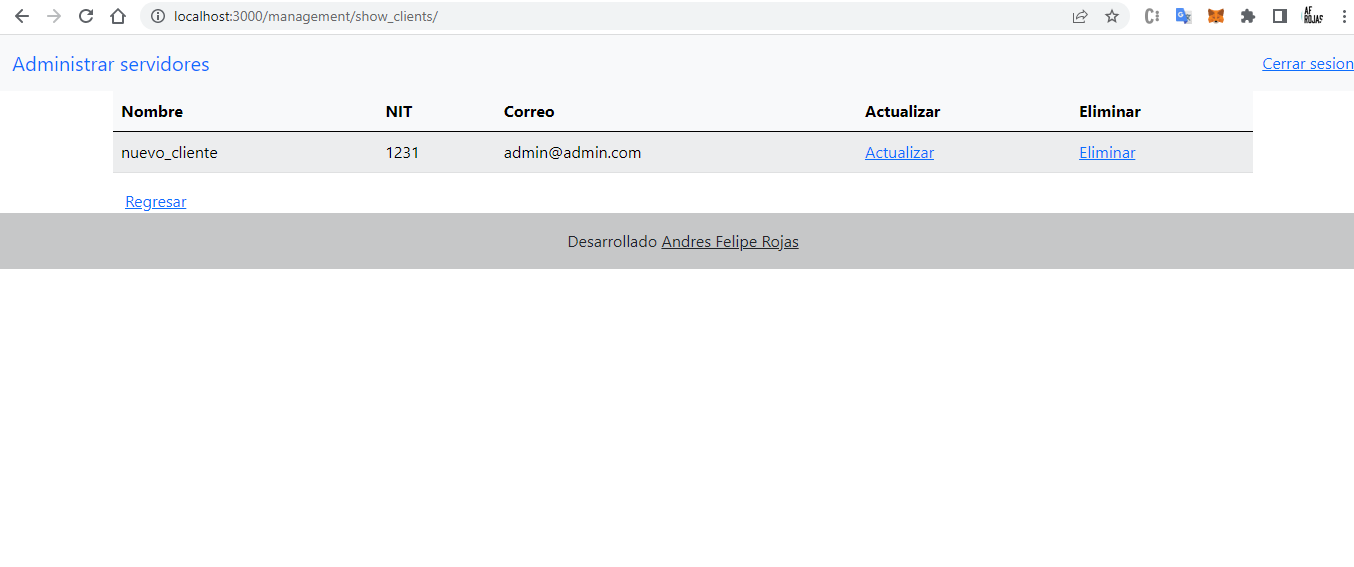 localhost:3000/management/show_clients/
AF
ROJAS
Administrar servidores
Cerrar sesion
Nombre NIT Correo Actualizar Eliminar
nuevo_cliente 1231 admin@admin.com Actualizar Eliminar
Regresar
Desarrollado Andres Felipe Rojas